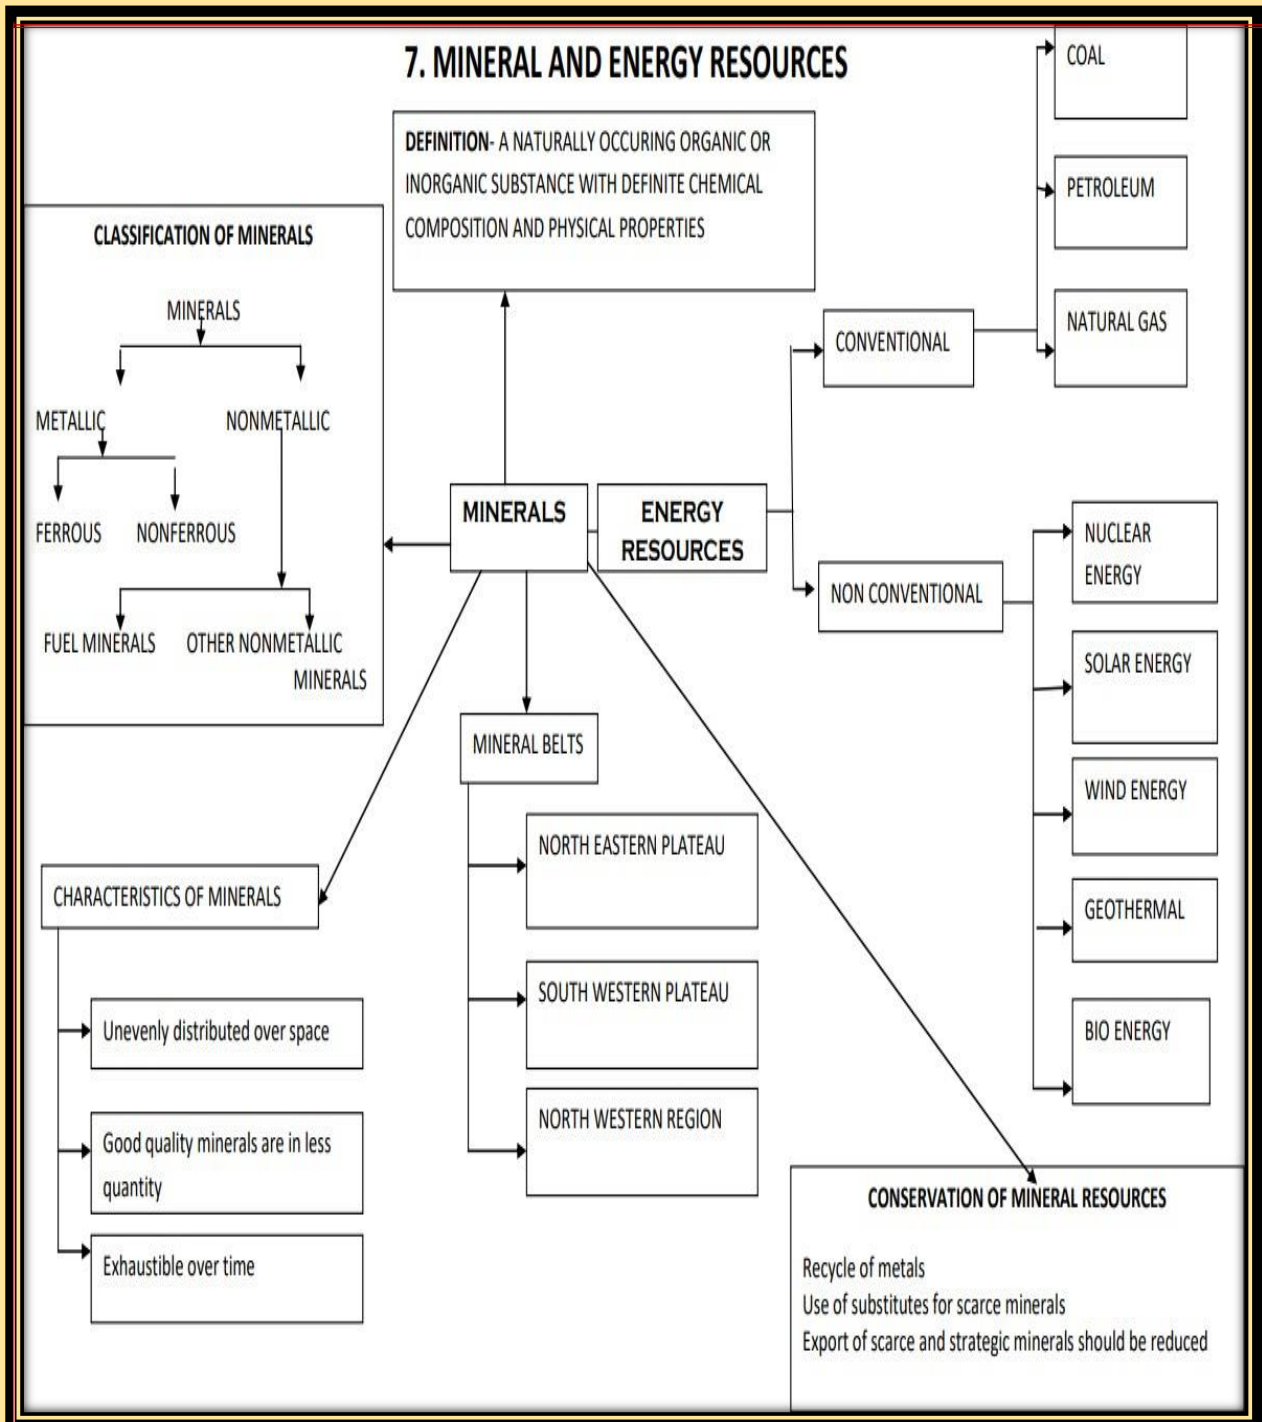 7. MINERAL AND ENERGY RESOURCES
DEFINITION- A NATURALLY OCCURING ORGANIC OR
INORGANIC SUBSTANCE WITH DEFINITE CHEMICAL
COMPOSITION AND PHYSICAL PROPERTIES
CLASSIFICATION OF MINERALS
MINERALS
METALLIC
NONMETALLIC
FERROUS
NONFERROUS
FUEL MINERALS
OTHER NONMETALLIC
MINERALS
MINERALS
ENERGY
RESOURCES
CONVENTIONAL
COAL
PETROLEUM
NATURAL GAS
NON CONVENTIONAL
NUCLEAR
ENERGY
SOLAR ENERGY
WIND ENERGY
GEOTHERMAL
BIO ENERGY
MINERAL BELTS
NORTH EASTERN PLATEAU
SOUTH WESTERN PLATEAU
NORTH WESTERN REGION
CHARACTERISTICS OF MINERALS
Unevenly distributed over space
Good quality minerals are in less
quantity
Exhaustible over time
CONSERVATION OF MINERAL RESOURCES
Recycle of metals
Use of substitutes for scarce minerals
Export of scarce and strategic minerals should be reduced